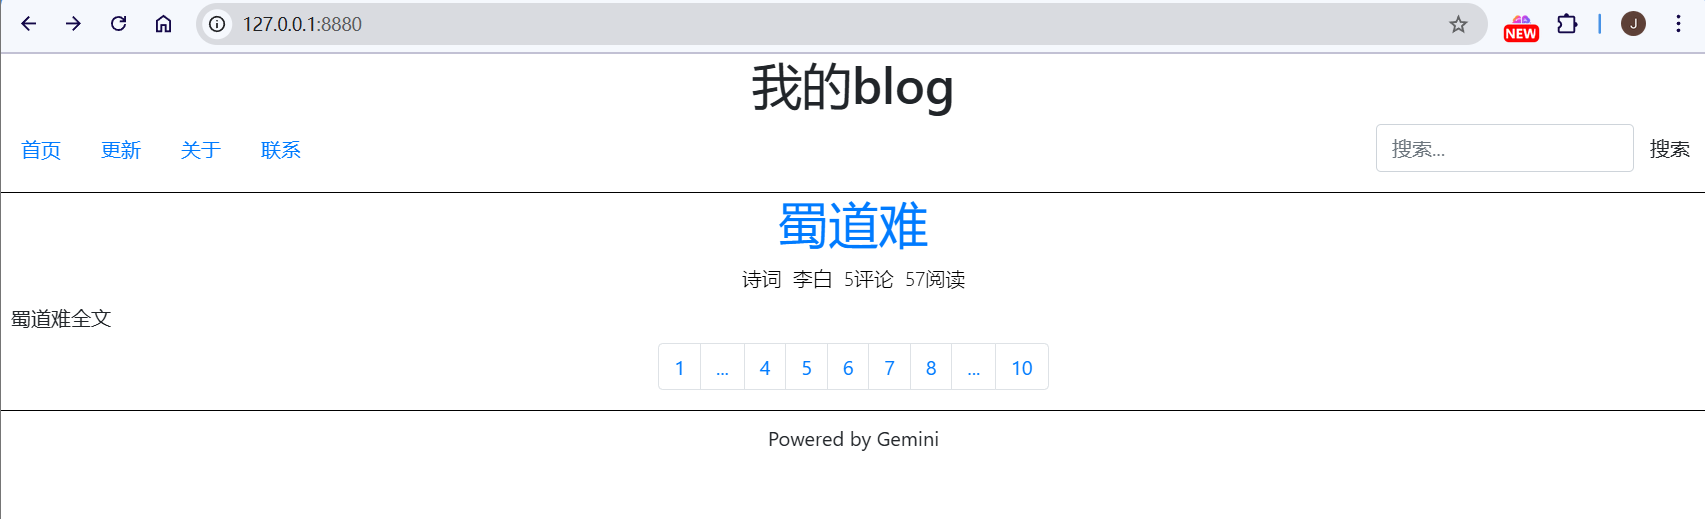 127.0.0.1:8880
NEW
J
我的blog
首页 更新 关于 联系 搜索... 搜索
蜀道难
诗词 李白 5评论 57阅读
蜀道难全文
1 ... 4 5 6 7 8 ... 10
Powered by Gemini